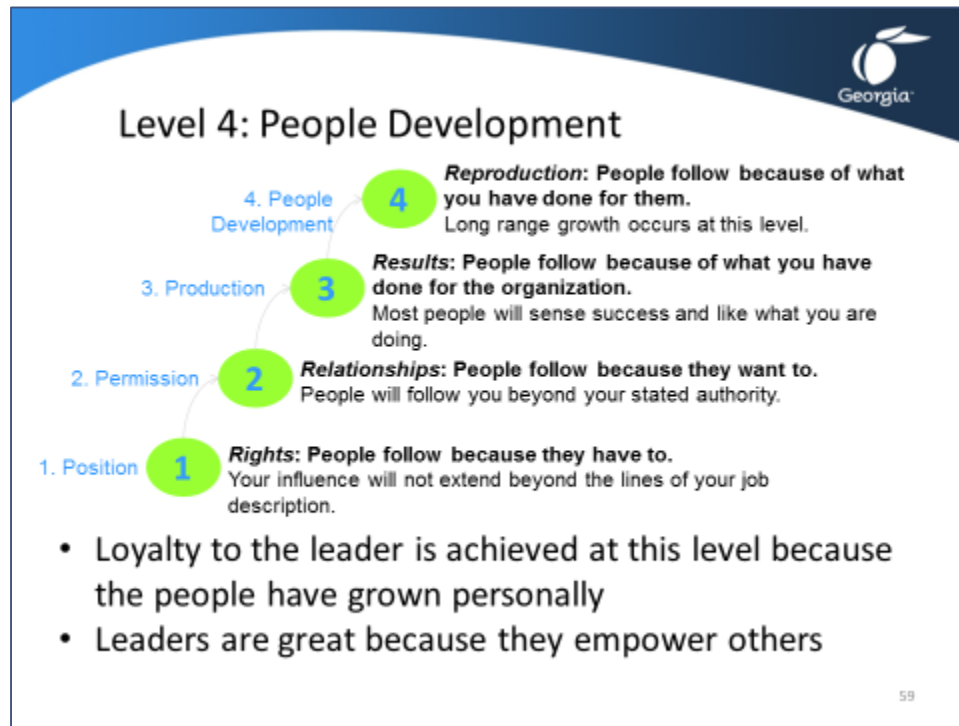 Georgia
Level 4: People Development
4. People
Development
4
Reproduction: People follow because of what
you have done for them.
Long range growth occurs at this level.
3. Production
3
Results: People follow because of what you have
done for the organization.
Most people will sense success and like what you are
doing.
2. Permission
2
Relationships: People follow because they want to.
People will follow you beyond your stated authority.
1. Position
1
Rights: People follow because they have to.
Your influence will not extend beyond the lines of your job
description.
• Loyalty to the leader is achieved at this level because
the people have grown personally
• Leaders are great because they empower others
59